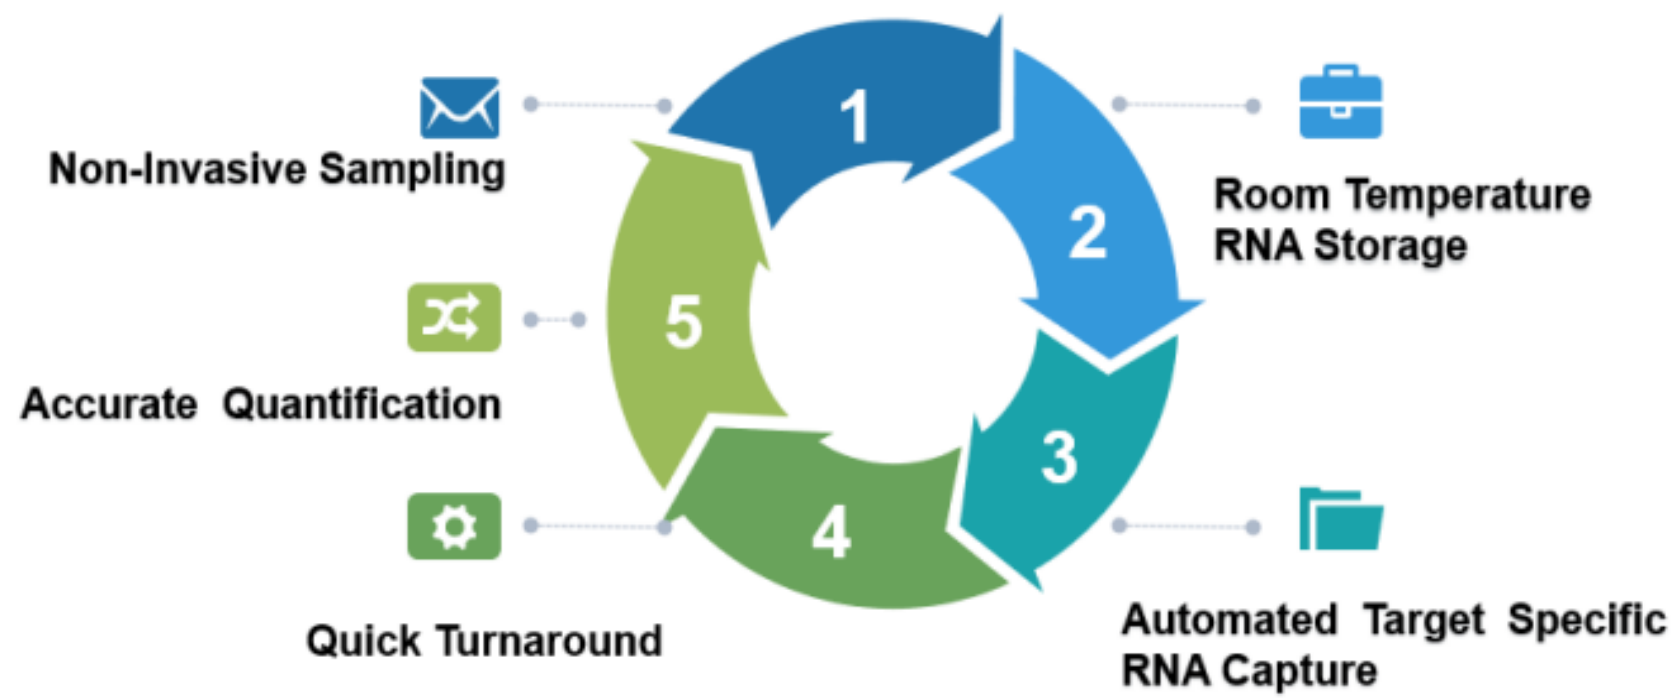 1
Non-Invasive Sampling
2
Room Temperature
RNA Storage
3
Automated Target Specific
RNA Capture
4
Quick Turnaround
5
Accurate Quantification